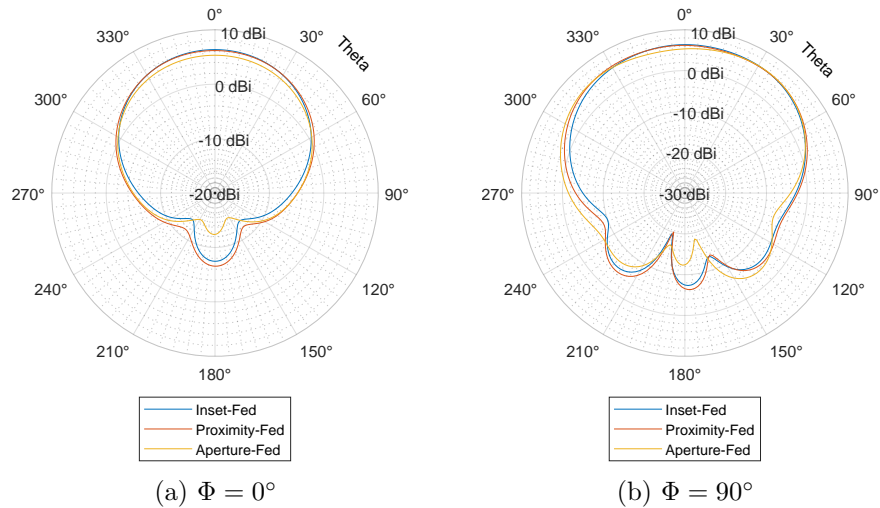 0°
330°
10 dBi
30°
Theta
300°
0 dBi
60°
-10 dBi
270°
-20 dBi
90°
240°
120°
210°
150°
180°
Inset-Fed
Proximity-Fed
Aperture-Fed
(a) Φ = 0°
0°
330°
10 dBi
30°
Theta
300°
0 dBi
60°
-10 dBi
-20 dBi
270°
-30 dBi
90°
240°
120°
210°
150°
180°
Inset-Fed
Proximity-Fed
Aperture-Fed
(b) Φ = 90°